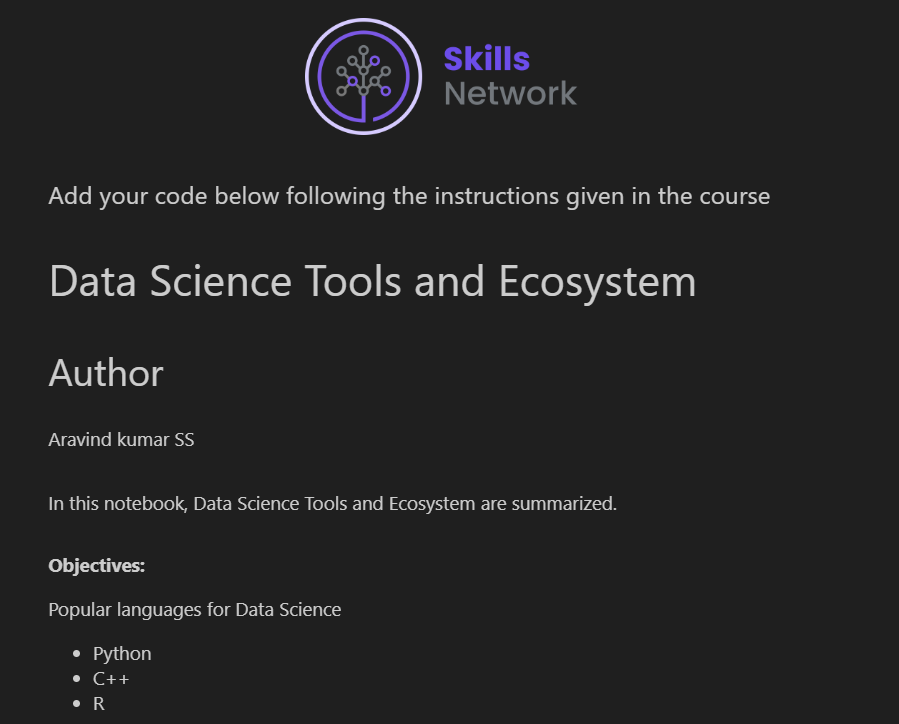 Skills
Network
Add your code below following the instructions given in the course
Data Science Tools and Ecosystem
Author
Aravind kumar SS
In this notebook, Data Science Tools and Ecosystem are summarized.
Objectives:
Popular languages for Data Science
Python
C++
R